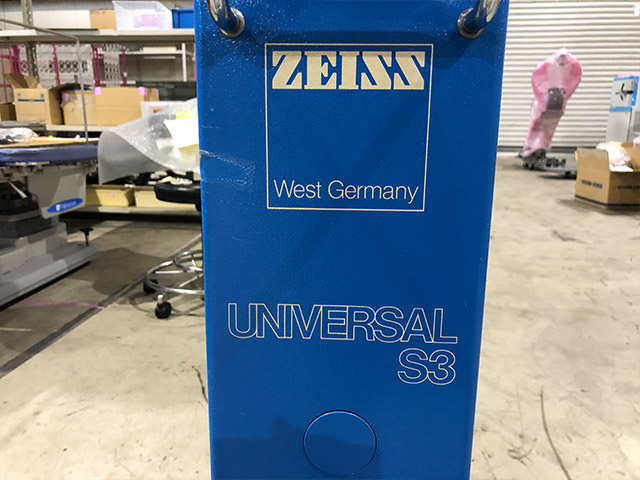 ZEISS
West Germany
UNIVERSAL
S3